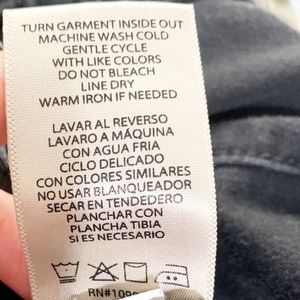 TURN GARMENT INSIDE OUT
MACHINE WASH COLD
GENTLE CYCLE
WITH LIKE COLORS
DO NOT BLEACH
LINE DRY
WARM IRON IF NEEDED
LAVAR AL REVERSO
LAVARO A MÁQUINA
CON AGUA FRIA
CICLO DELICADO
CON COLORES SIMILARES
NO USAR BLANQUEADOR
SECAR EN TENDEDERO
PLANCHAR CON
PLANCHA TIBIA
SI ES NECESARIO